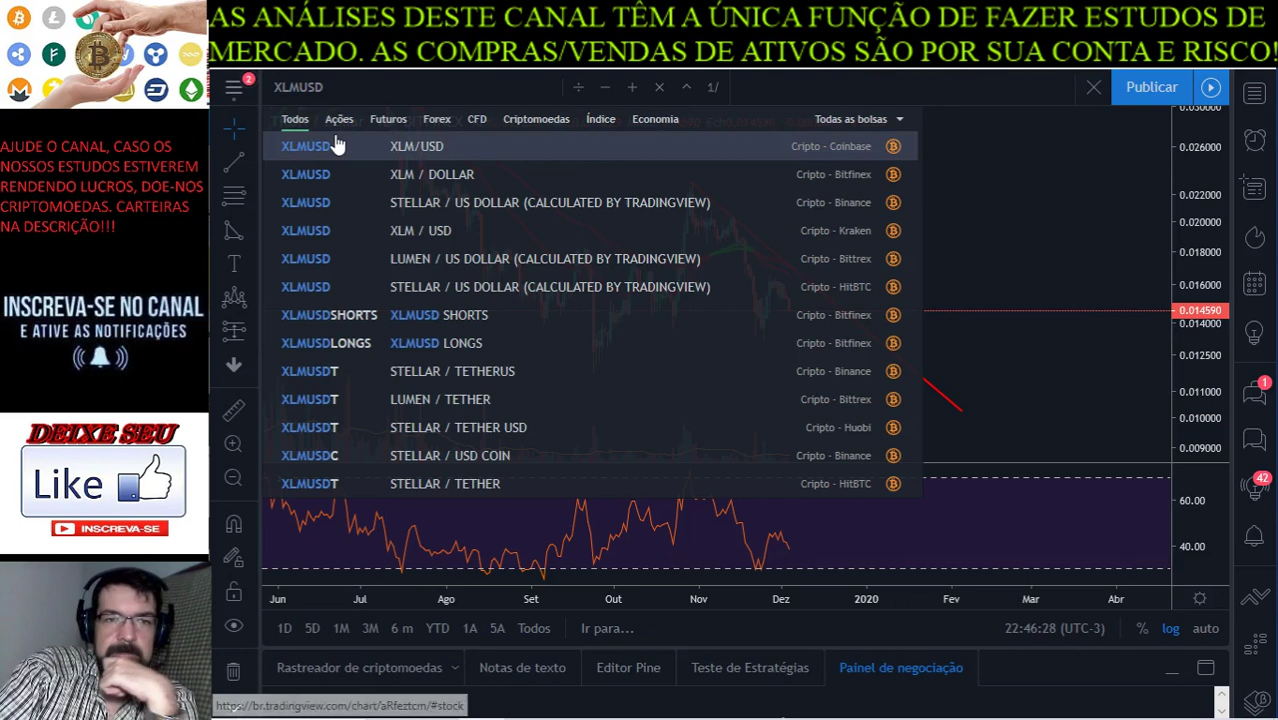 AS ANÁLISES DESTE CANAL TÊM A ÚNICA FUNÇÃO DE FAZER ESTUDOS DE
MERCADO. AS COMPRAS/VENDAS DE ATIVOS SÃO POR SUA CONTA E RISCO!
AJUDE O CANAL, CASO OS
NOSSOS ESTUDOS ESTIVEREM
RENDENDO LUCROS, DOE-NOS
CRIPTOMOEDAS. CARTEIRAS
NA DESCRIÇÃO!!!
INSCREVA-SE NO CANAL
E ATIVE AS NOTIFICAÇÕES
DEIXE SEU
Like
INSCREVA-SE
2
XLMUSD
1/
Publicar
Todos Ações Futuros Forex CFD Criptomoedas Índice Economia Todas as bolsas
XLMUSD XLM/USD Cripto - Coinbase
XLMUSD XLM / DOLLAR Cripto - Bitfinex
XLMUSD STELLAR / US DOLLAR (CALCULATED BY TRADINGVIEW) Cripto - Binance
XLMUSD XLM / USD Cripto - Kraken
XLMUSD LUMEN / US DOLLAR (CALCULATED BY TRADINGVIEW) Cripto - Bittrex
XLMUSD STELLAR / US DOLLAR (CALCULATED BY TRADINGVIEW) Cripto - HitBTC
XLMUSDSHORTS XLMUSD SHORTS Cripto - Bitfinex
XLMUSDLONGS XLMUSD LONGS Cripto - Bitfinex
XLMUSDT STELLAR / TETHERUS Cripto - Binance
XLMUSDT LUMEN / TETHER Cripto - Bittrex
XLMUSDT STELLAR / TETHER USD Cripto - Huobi
XLMUSDC STELLAR / USD COIN Cripto - Binance
XLMUSDT STELLAR / TETHER Cripto - HitBTC
0.030000
0.026000
0.022000
0.020000
0.018000
0.016000
0.014590
0.014000
0.012500
0.011000
0.010000
0.009000
60.00
40.00
1
42
Jun Jul Ago Set Out Nov Dez 2020 Fev Mar Abr
1D 5D 1M 3M 6 m YTD 1A 5A Todos Ir para... 22:46:28 (UTC-3) % log auto
Rastreador de criptomoedas Notas de texto Editor Pine Teste de Estratégias Painel de negociação
https://br.tradingview.com/chart/aRfeztcm/#stock